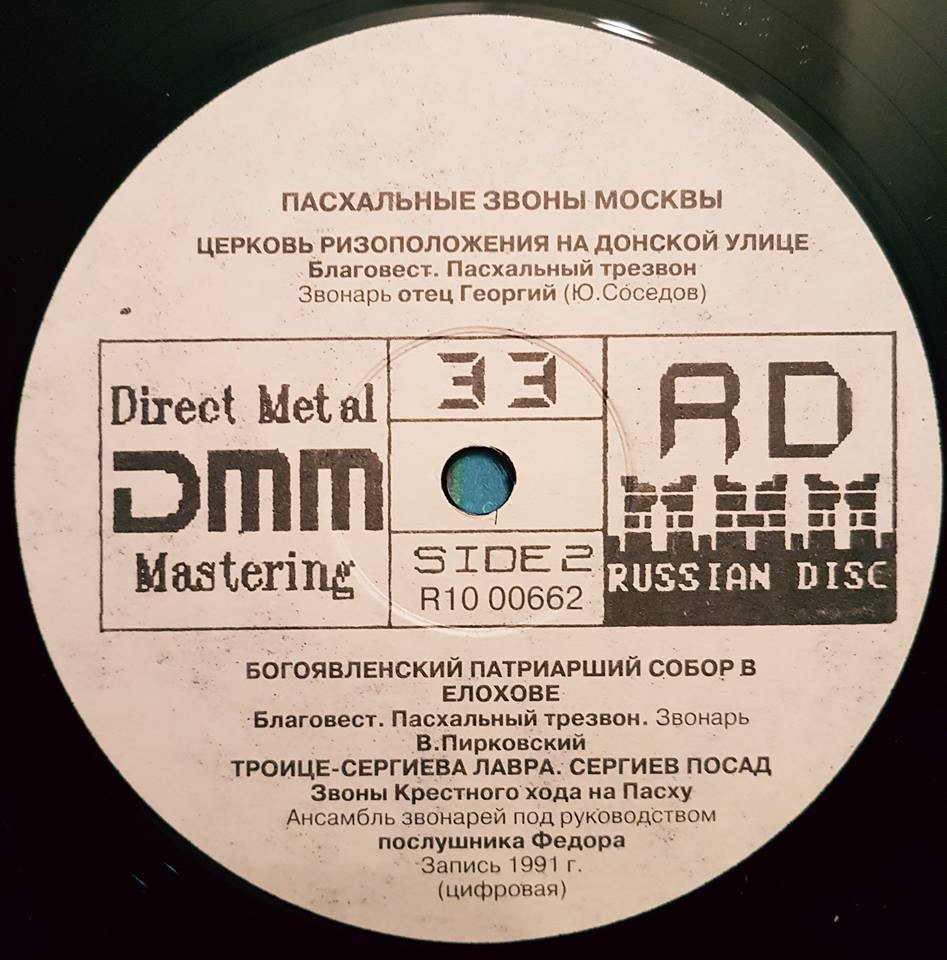 ПАСХАЛЬНЫЕ ЗВОНЫ МОСКВЫ
ЦЕРКОВЬ РИЗОПОЛОЖЕНИЯ НА ДОНСКОЙ УЛИЦЕ
Благовест. Пасхальный трезвон
Звонарь отец Георгий (Ю.Соседов)
Direct Metal
DMM
Mastering
33
SIDE 2
R10 00662
RD
RUSSIAN DISC
БОГОЯВЛЕНСКИЙ ПАТРИАРШИЙ СОБОР В
ЕЛОХОВЕ
Благовест. Пасхальный трезвон. Звонарь
В.Пирковский
ТРОИЦЕ-СЕРГИЕВА ЛАВРА. СЕРГИЕВ ПОСАД
Звоны Крестного хода на Пасху
Ансамбль звонарей под руководством
послушника Федора
Запись 1991 г.
(цифровая)